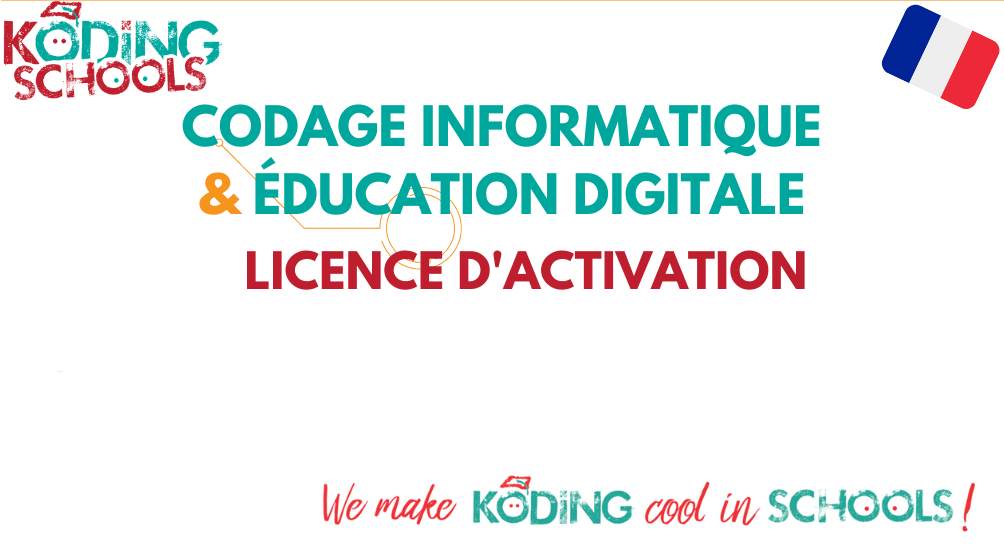 KODING
SCHOOLS
CODAGE INFORMATIQUE
& ÉDUCATION DIGITALE
LICENCE D'ACTIVATION
We make KODING cool in SCHOOLS!